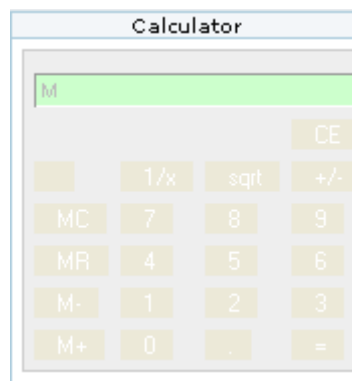 Calculator
M
CE
1/x sqrt +/-
MC 7 8 9
MR 4 5 6
M- 1 2 3
M+ 0 . =